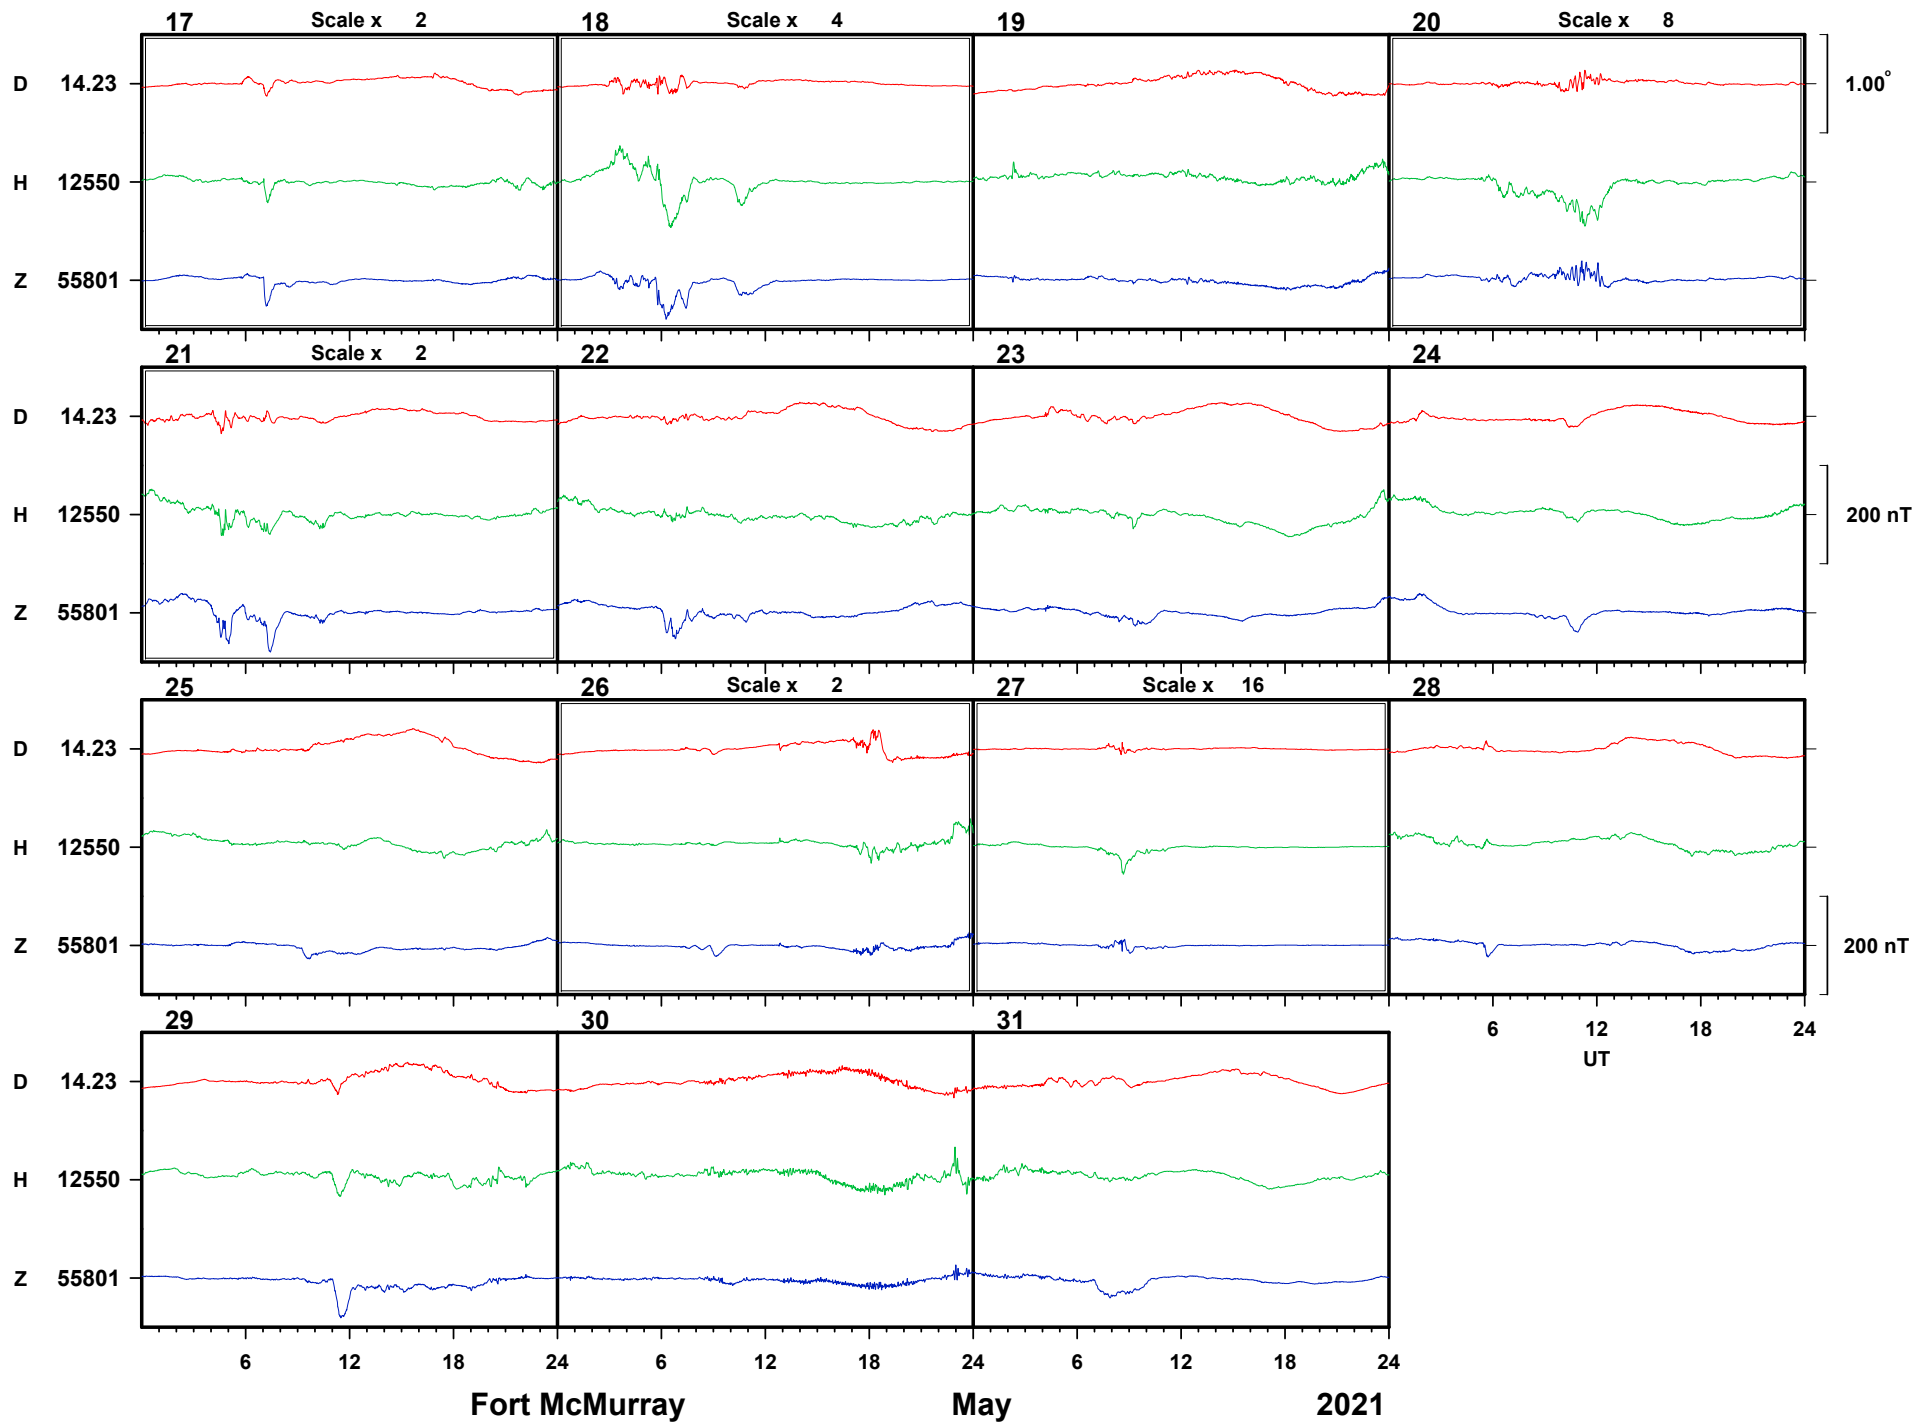 17 Scale x 2 18 Scale x 4 19 20 Scale x 8
D 14.23 1.00°
H 12550
Z 55801
21 Scale x 2 22 23 24
D 14.23
H 12550 200 nT
Z 55801
25 26 Scale x 2 27 Scale x 16 28
D 14.23
H 12550
Z 55801 200 nT
6 12 18 24
UT
29 30 31
D 14.23
H 12550
Z 55801
6 12 18 24 6 12 18 24 6 12 18 24
Fort McMurray May 2021